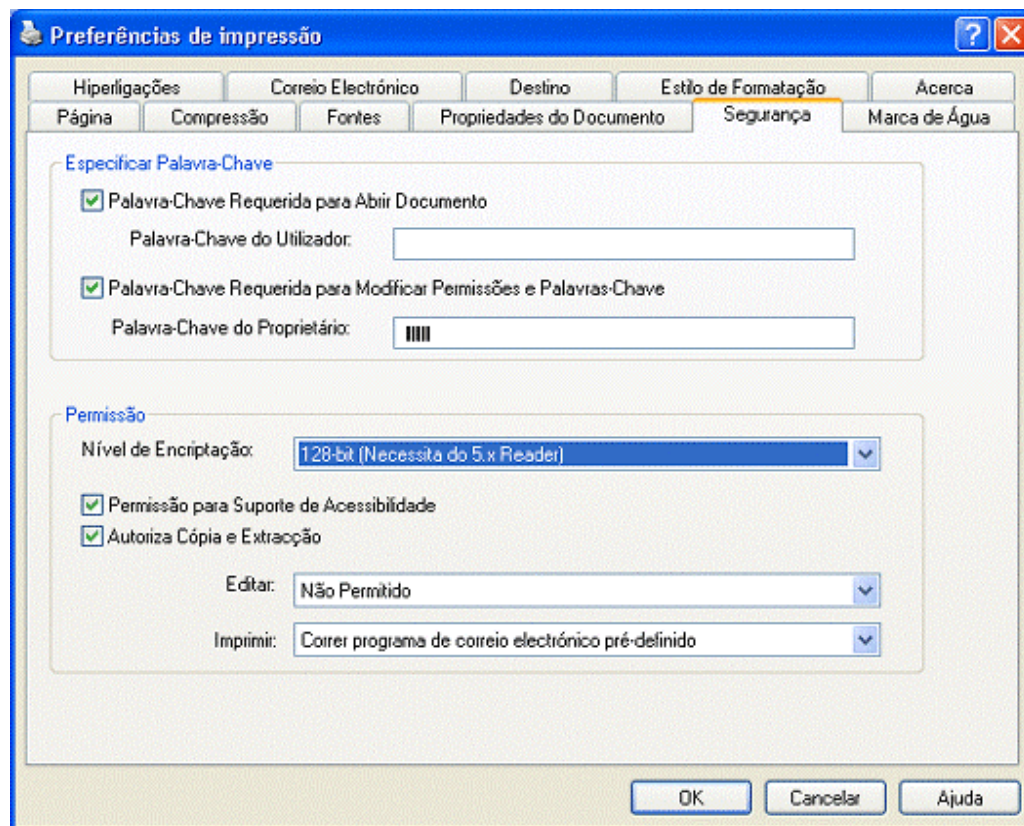 Preferências de impressão
Hiperligações Correio Electrónico Destino Estilo de Formatação Acerca
Página Compressão Fontes Propriedades do Documento Segurança Marca de Água
Especificar Palavra-Chave
Palavra-Chave Requerida para Abrir Documento
Palavra-Chave do Utilizador:
Palavra-Chave Requerida para Modificar Permissões e Palavras-Chave
Palavra-Chave do Proprietário:
Permissão
Nível de Encriptação: 128-bit (Necessita do 5.x Reader)
Permissão para Suporte de Acessibilidade
Autoriza Cópia e Extracção
Editar: Não Permitido
Imprimir: Correr programa de correio electrónico pré-definido
OK Cancelar Ajuda